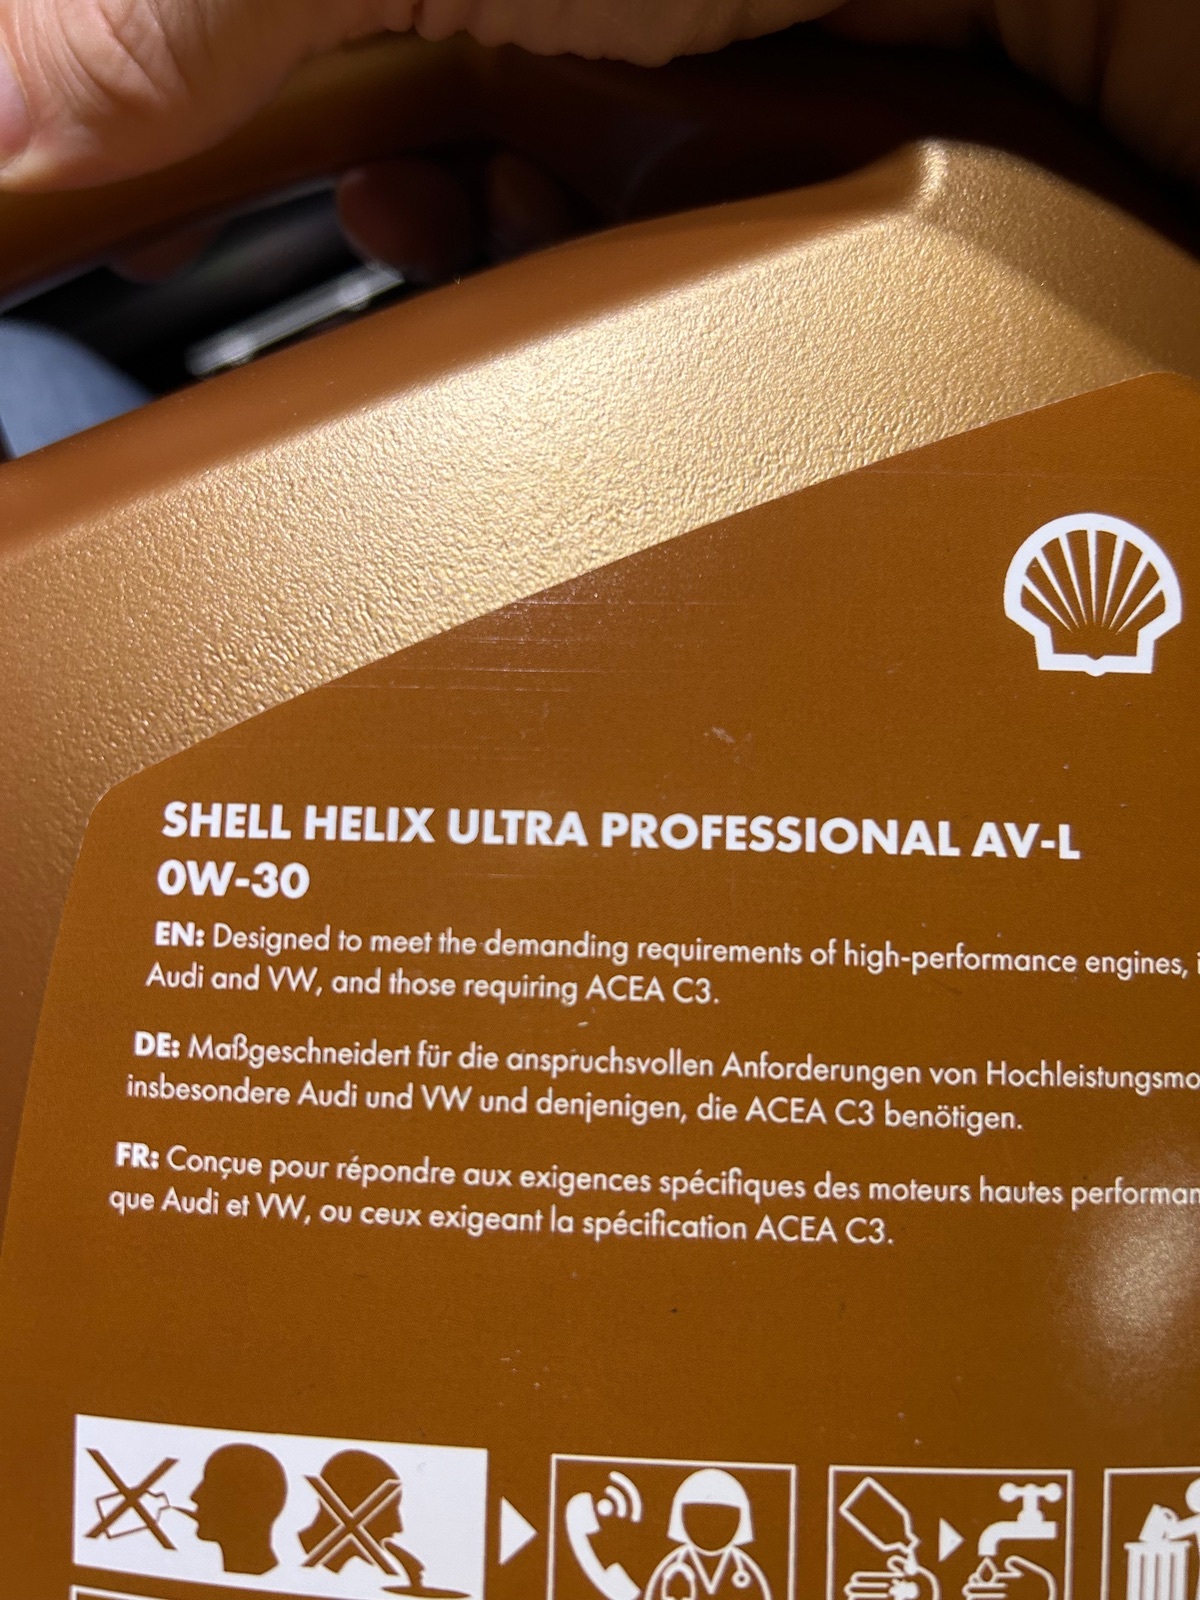 SHELL HELIX ULTRA PROFESSIONAL AV-L
0W-30
EN: Designed to meet the demanding requirements of high-performance engines,
Audi and VW, and those requiring ACEA C3.
DE: Maßgeschneidert für die anspruchsvollen Anforderungen von Hochleistungsmo
insbesondere Audi und VW und denjenigen, die ACEA C3 benötigen.
FR: Conçue pour répondre aux exigences spécifiques des moteurs hautes performan
que Audi et VW, ou ceux exigeant la spécification ACEA C3.